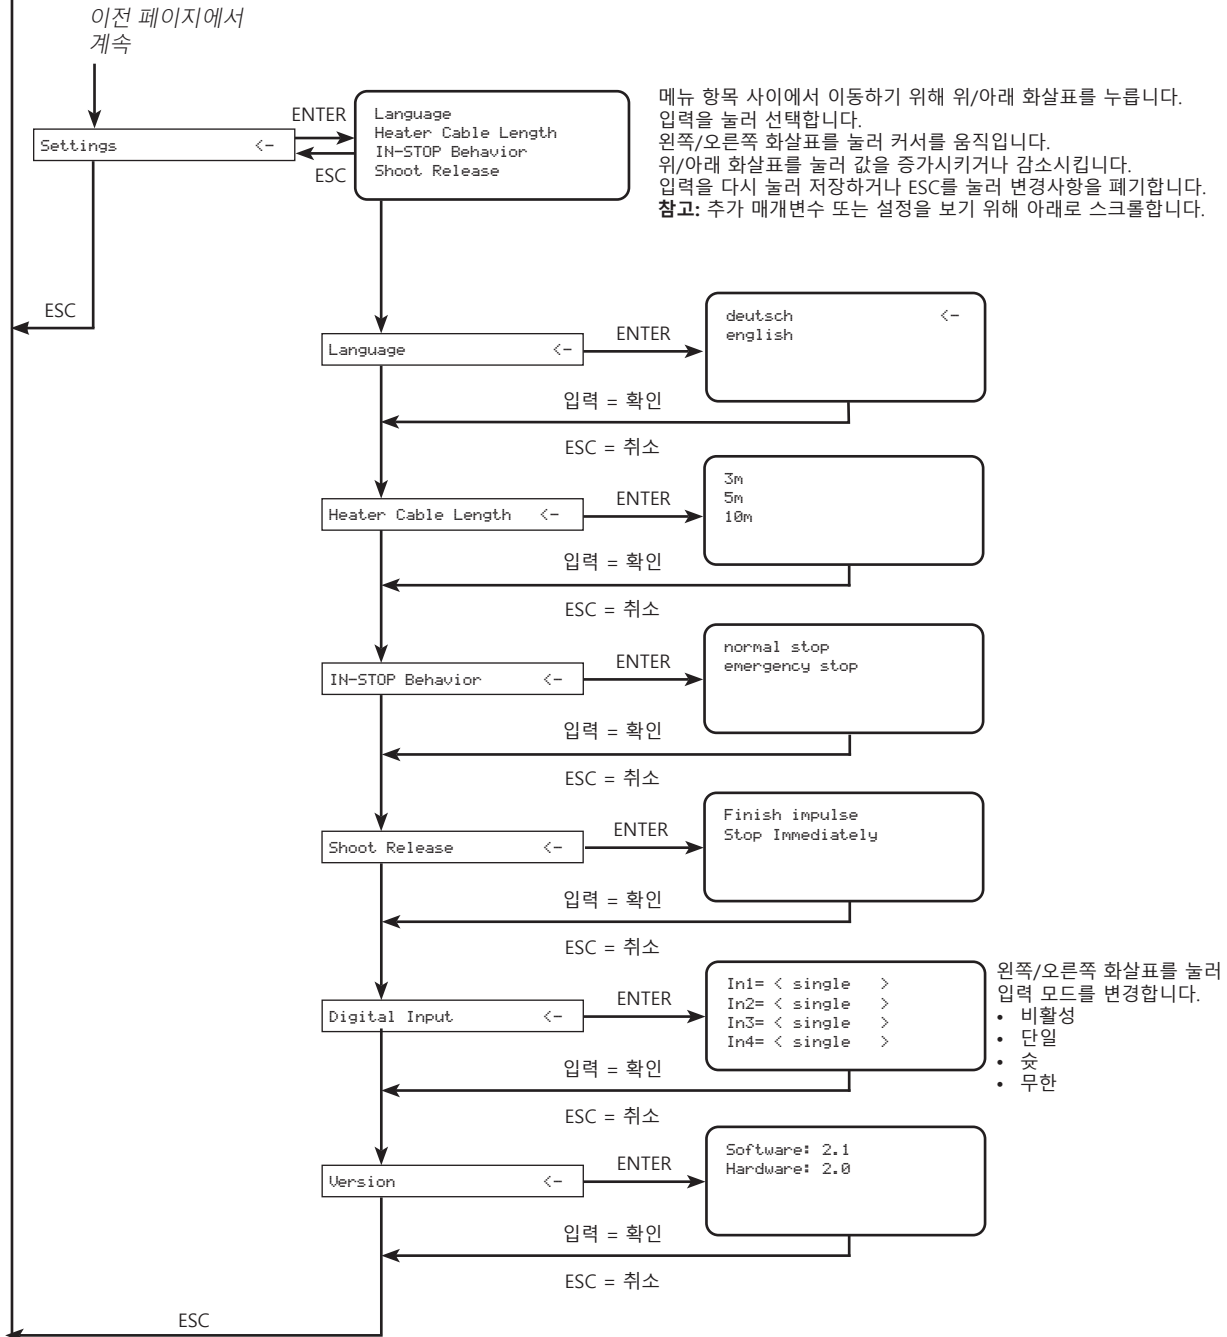 이전 페이지에서
계속
Settings <-
ENTER
ESC
Language
Heater Cable Length
IN-STOP Behavior
Shoot Release
메뉴 항목 사이에서 이동하기 위해 위/아래 화살표를 누릅니다.
입력을 눌러 선택합니다.
왼쪽/오른쪽 화살표를 눌러 커서를 움직입니다.
위/아래 화살표를 눌러 값을 증가시키거나 감소시킵니다.
입력을 다시 눌러 저장하거나 ESC를 눌러 변경사항을 폐기합니다.
참고: 추가 매개변수 또는 설정을 보기 위해 아래로 스크롤합니다.
ESC
Language <-
ENTER
deutsch <-
english
입력 = 확인
ESC = 취소
Heater Cable Length <-
ENTER
3m
5m
10m
입력 = 확인
ESC = 취소
IN-STOP Behavior <-
ENTER
normal stop
emergency stop
입력 = 확인
ESC = 취소
Shoot Release <-
ENTER
Finish impulse
Stop Immediately
입력 = 확인
ESC = 취소
Digital Input <-
ENTER
In1= < single >
In2= < single >
In3= < single >
In4= < single >
왼쪽/오른쪽 화살표를 눌러
입력 모드를 변경합니다.
• 비활성
• 단일
• 슛
• 무한
입력 = 확인
ESC = 취소
Version <-
ENTER
Software: 2.1
Hardware: 2.0
입력 = 확인
ESC = 취소
ESC